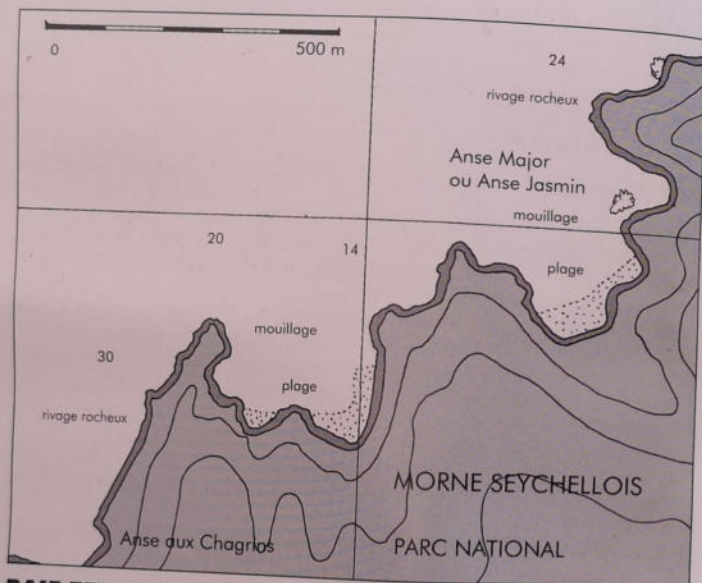 0
500 m
24
rivage rocheux
Anse Major
ou Anse Jasmin
mouillage
20
14
plage
mouillage
30
plage
rivage rocheux
MORNE SEYCHELLOIS
Anse aux Chagrios
PARC NATIONAL